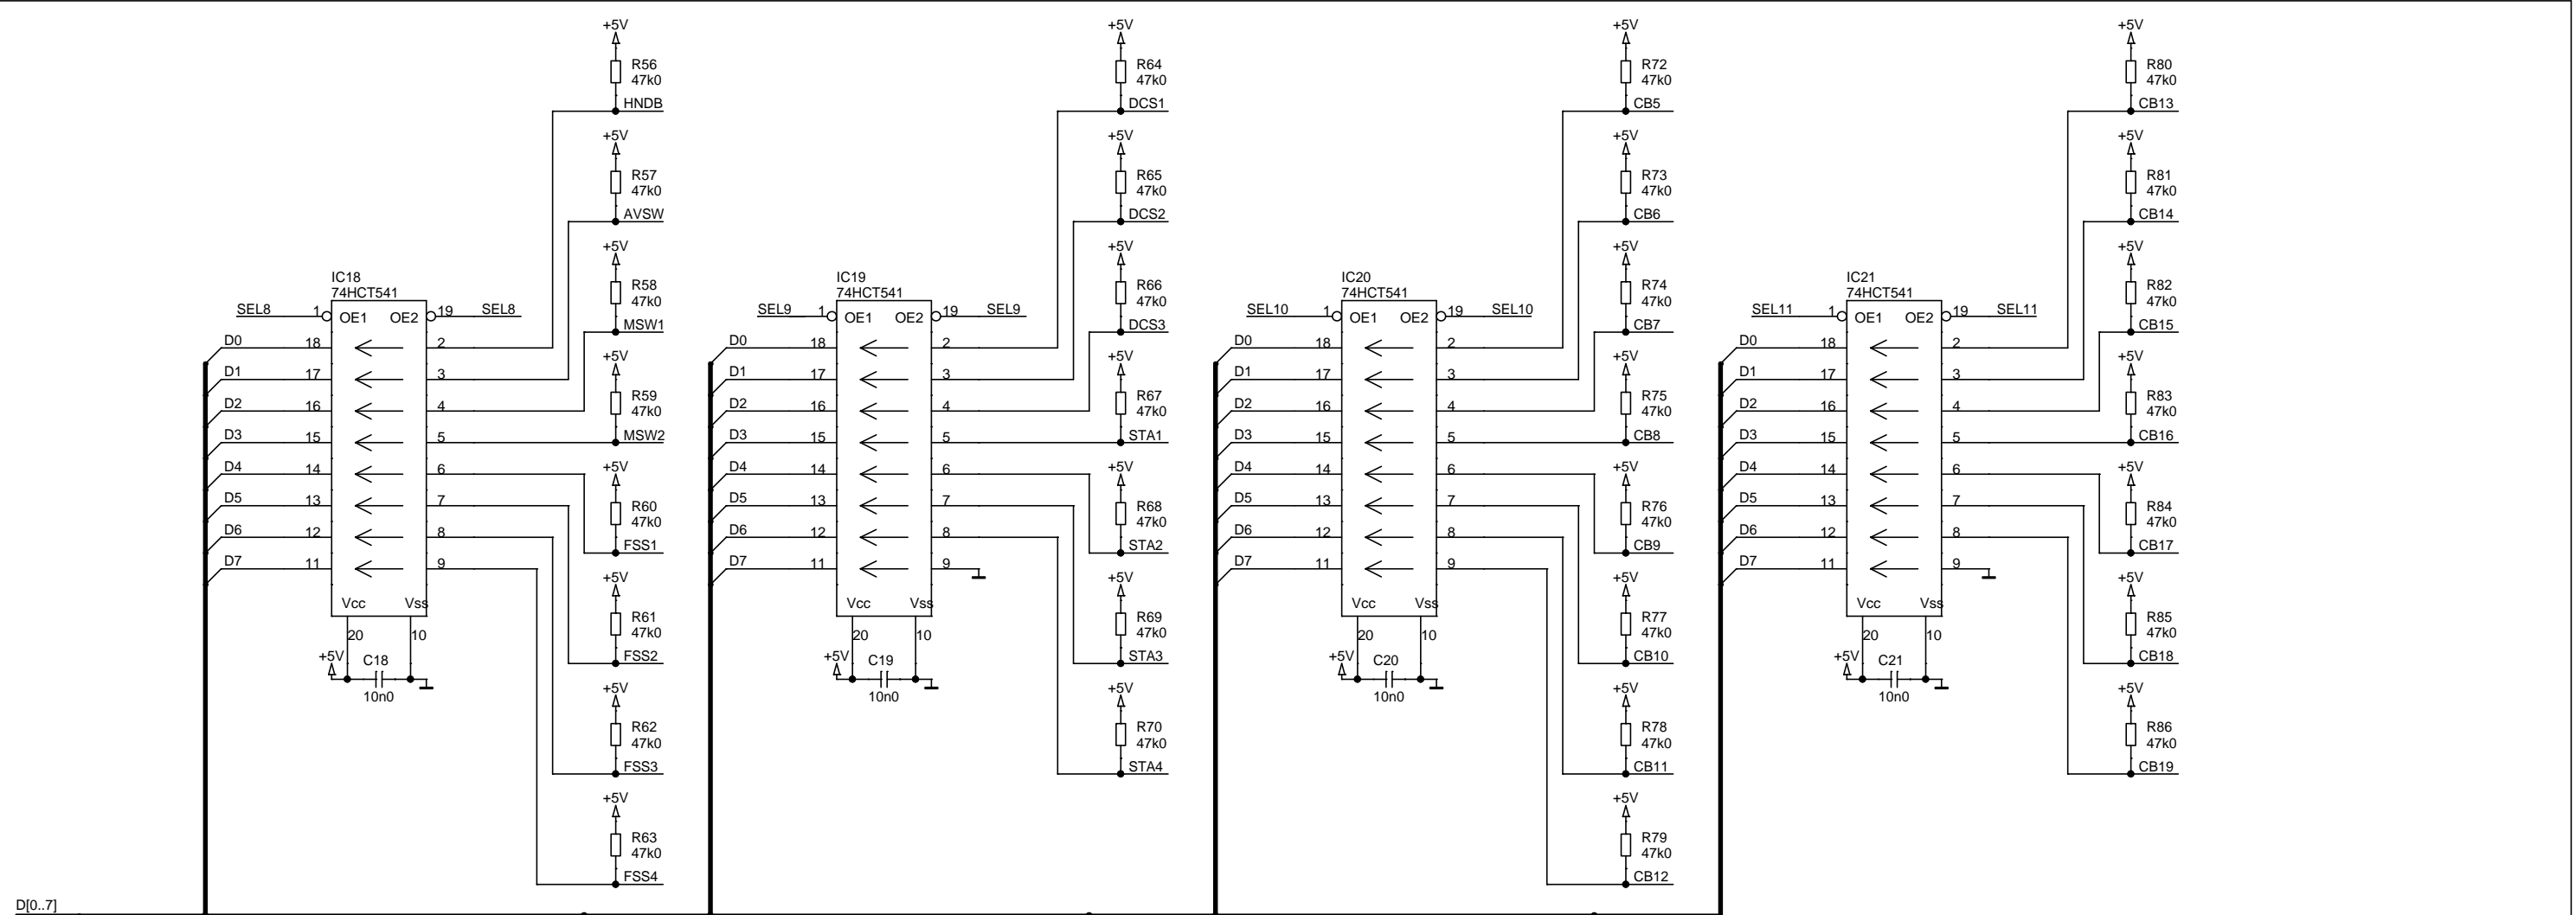 +5V
R56
47k0
HNDB
+5V
R57
47k0
AVSW
+5V
R58
47k0
MSW1
+5V
R59
47k0
MSW2
+5V
R60
47k0
FSS1
+5V
R61
47k0
FSS2
+5V
R62
47k0
FSS3
+5V
R63
47k0
FSS4
IC18
74HCT541
SEL8 1 OE1 OE2 19 SEL8
D0 18 2
D1 17 3
D2 16 4
D3 15 5
D4 14 6
D5 13 7
D6 12 8
D7 11 9
Vcc Vss
20 10
+5V C18
10n0
+5V
R64
47k0
DCS1
+5V
R65
47k0
DCS2
+5V
R66
47k0
DCS3
+5V
R67
47k0
STA1
+5V
R68
47k0
STA2
+5V
R69
47k0
STA3
+5V
R70
47k0
STA4
IC19
74HCT541
SEL9 1 OE1 OE2 19 SEL9
D0 18 2
D1 17 3
D2 16 4
D3 15 5
D4 14 6
D5 13 7
D6 12 8
D7 11 9
Vcc Vss
20 10
+5V C19
10n0
+5V
R72
47k0
CB5
+5V
R73
47k0
CB6
+5V
R74
47k0
CB7
+5V
R75
47k0
CB8
+5V
R76
47k0
CB9
+5V
R77
47k0
CB10
+5V
R78
47k0
CB11
+5V
R79
47k0
CB12
IC20
74HCT541
SEL10 1 OE1 OE2 19 SEL10
D0 18 2
D1 17 3
D2 16 4
D3 15 5
D4 14 6
D5 13 7
D6 12 8
D7 11 9
Vcc Vss
20 10
+5V C20
10n0
+5V
R80
47k0
CB13
+5V
R81
47k0
CB14
+5V
R82
47k0
CB15
+5V
R83
47k0
CB16
+5V
R84
47k0
CB17
+5V
R85
47k0
CB18
+5V
R86
47k0
CB19
IC21
74HCT541
SEL11 1 OE1 OE2 19 SEL11
D0 18 2
D1 17 3
D2 16 4
D3 15 5
D4 14 6
D5 13 7
D6 12 8
D7 11 9
Vcc Vss
20 10
+5V C21
10n0
D[0..7]